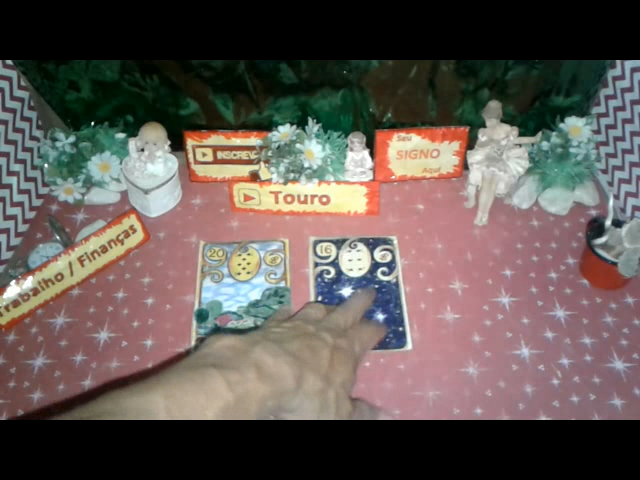 INSCREV
Seu
SIGNO
Aqui
Touro
Trabalho / Finanças
20
16